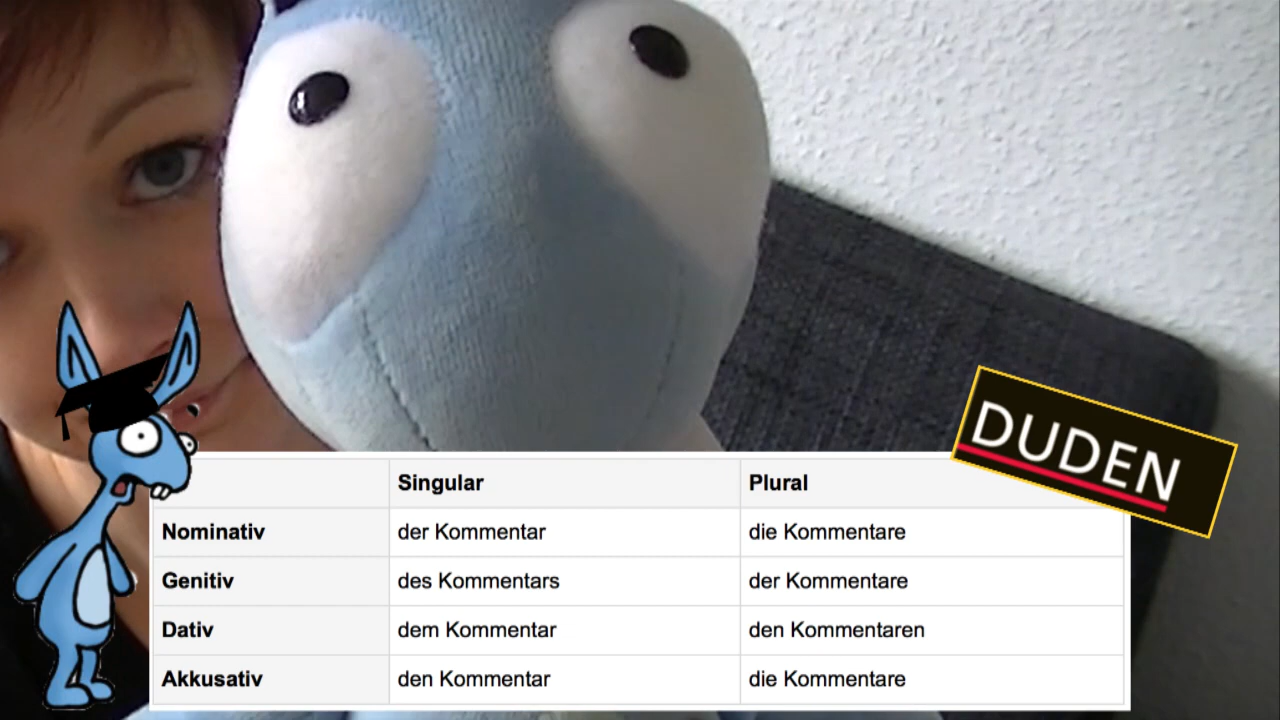 DUDEN
Singular Plural
Nominativ der Kommentar die Kommentare
Genitiv des Kommentars der Kommentare
Dativ dem Kommentar den Kommentaren
Akkusativ den Kommentar die Kommentare